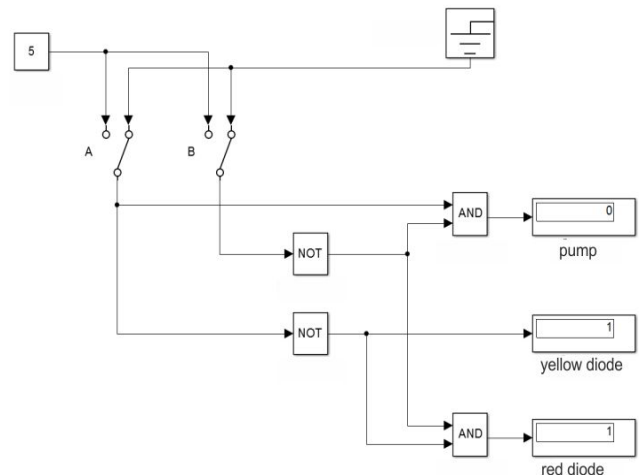 5
A
B
AND
0
pump
NOT
NOT
1
yellow diode
AND
1
red diode